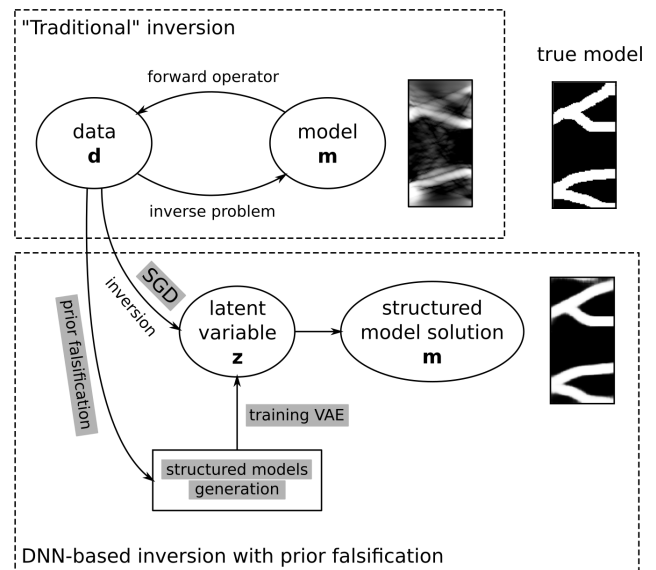 "Traditional" inversion
true model
forward operator
data
d
model
m
inverse problem
SGD
inversion
prior falsification
latent
variable
z
structured
model solution
m
training VAE
structured models
generation
DNN-based inversion with prior falsification